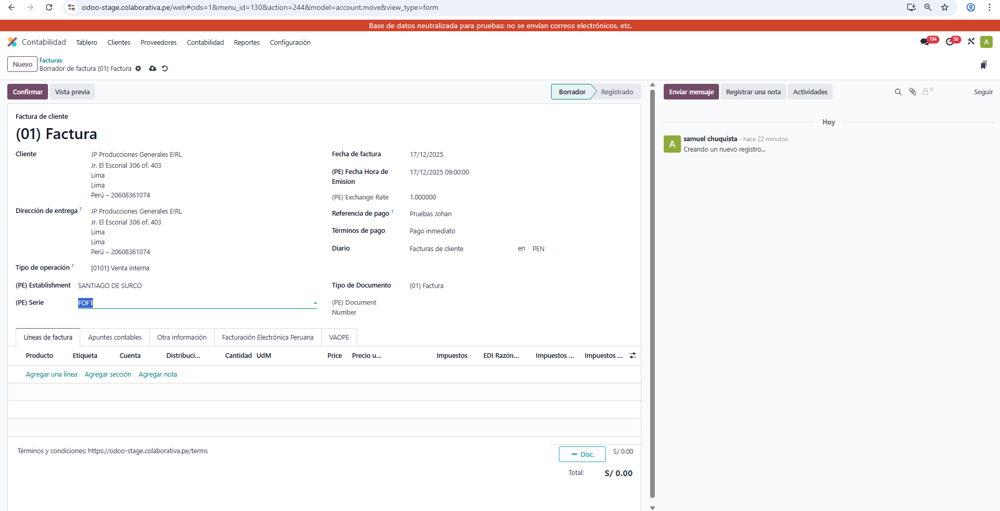 odoo-stage.colaborativa.pe/web#cids=1&menu_id=130&action=244&model=account.move&view_type=form
Base de datos neutralizada para pruebas: no se envían correos electrónicos, etc.
Contabilidad Tablero Clientes Proveedores Contabilidad Reportes Configuración 194 58 A
Nuevo
Facturas
Borrador de factura (01) Factura
Confirmar Vista previa Borrador Registrado
Enviar mensaje Registrar una nota Actividades 0 Seguir
Factura de cliente
(01) Factura
Cliente JP Producciones Generales EIRL
Jr. El Escorial 306 of. 403
Lima
Lima
Perú – 20608361074
Dirección de entrega ? JP Producciones Generales EIRL
Jr. El Escorial 306 of. 403
Lima
Lima
Perú – 20608361074
Tipo de operación ? [0101] Venta interna
Fecha de factura 17/12/2025
(PE) Fecha Hora de Emision 17/12/2025 09:00:00
(PE) Exchange Rate 1.000000
Referencia de pago ? Pruebas Johan
Términos de pago Pago inmediato
Diario Facturas de cliente en PEN
(PE) Establishment SANTIAGO DE SURCO
(PE) Serie FOF1
Tipo de Documento (01) Factura
(PE) Document
Number
Líneas de factura Apuntes contables Otra información Facturación Electrónica Peruana VAOPE
Producto Etiqueta Cuenta Distribuci... Cantidad UdM Price Precio u... Impuestos EDI Razón... Impuestos ... Impuestos ...
Agregar una línea Agregar sección Agregar nota
Términos y condiciones: https://odoo-stage.colaborativa.pe/terms
Disc. S/ 0.00
Total: S/ 0.00
Hoy
A
samuel chuquista - hace 22 minutos
Creando un nuevo registro...